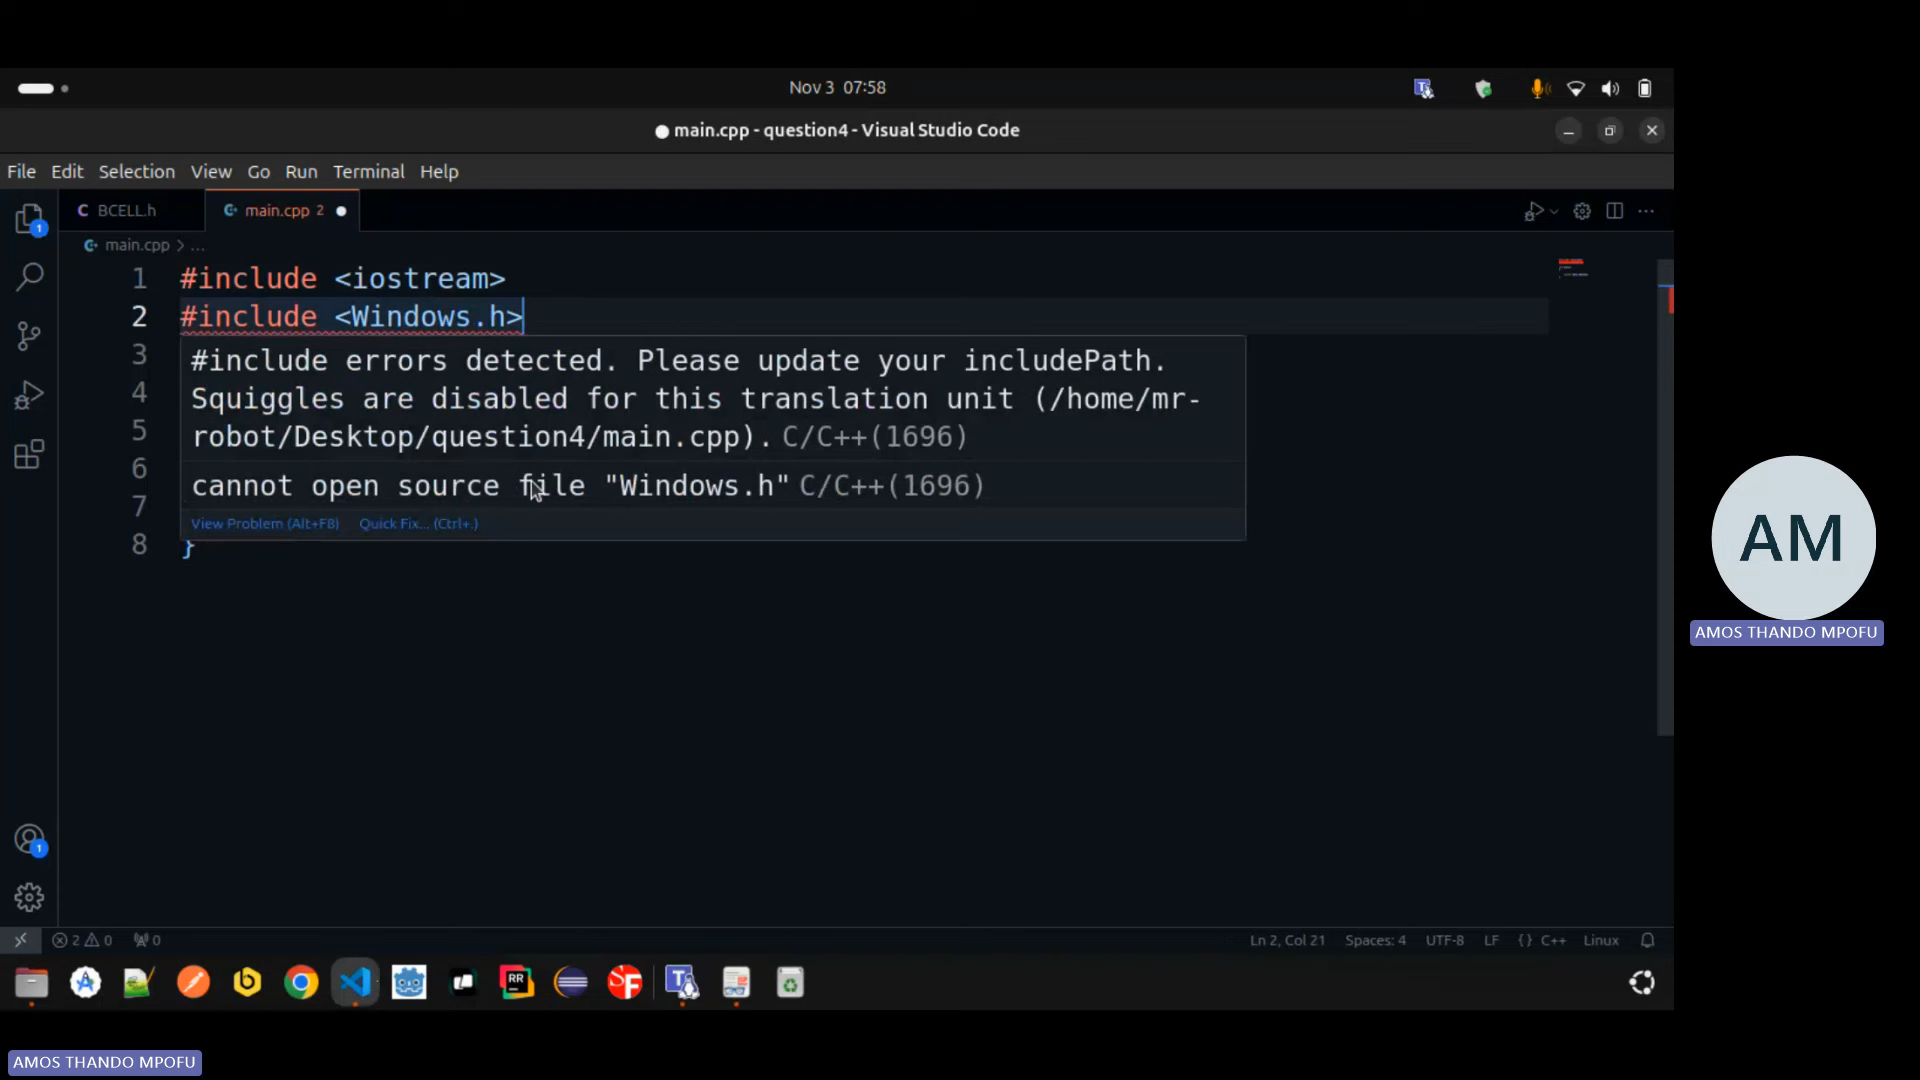 Nov 3 07:58
● main.cpp - question4 - Visual Studio Code
File Edit Selection View Go Run Terminal Help
C BCELL.h main.cpp 2 ●
main.cpp > ...
1 #include <iostream>
2 #include <Windows.h>
3 #include errors detected. Please update your includePath.
4 Squiggles are disabled for this translation unit (/home/mr-
5 robot/Desktop/question4/main.cpp). C/C++(1696)
6 cannot open source file "Windows.h" C/C++(1696)
7 View Problem (Alt+F8) Quick Fix... (Ctrl+.)
8 }
1
1
2 0 0 Ln 2, Col 21 Spaces: 4 UTF-8 LF {} C++ Linux
RR SF T
AM
AMOS THANDO MPOFU
AMOS THANDO MPOFU